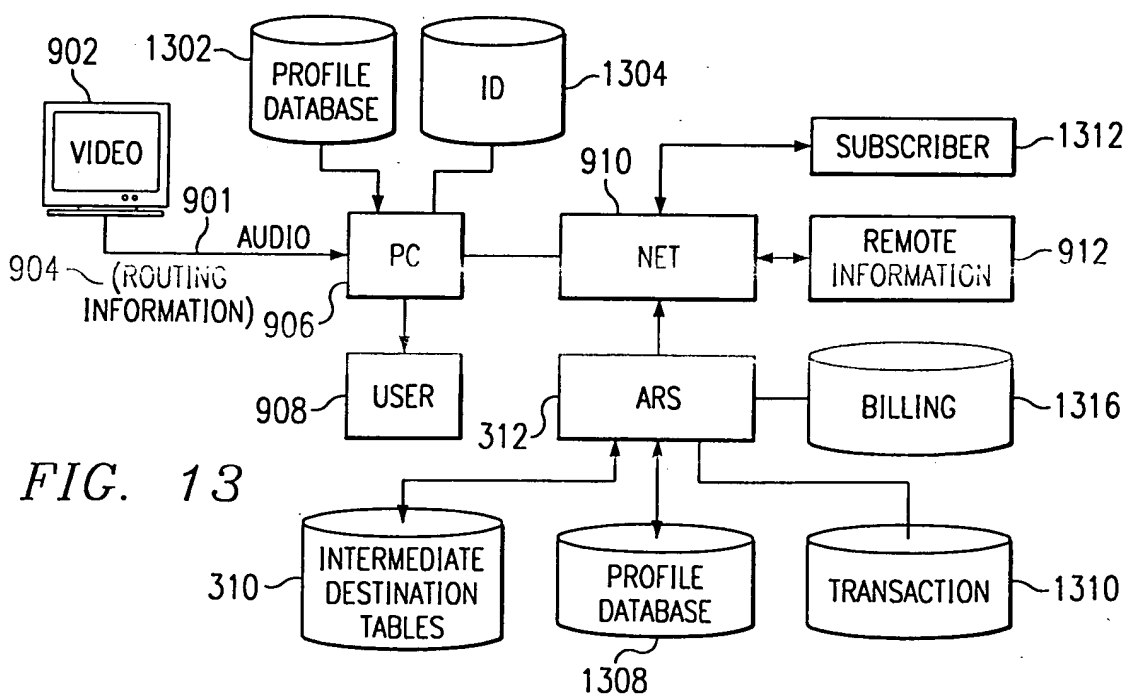 902
VIDEO
1302
PROFILE
DATABASE
ID
1304
901
AUDIO
904
(ROUTING
INFORMATION)
PC
906
USER
908
910
NET
SUBSCRIBER
1312
REMOTE
INFORMATION
912
ARS
312
BILLING
1316
FIG. 13
310
INTERMEDIATE
DESTINATION
TABLES
PROFILE
DATABASE
1308
TRANSACTION
1310